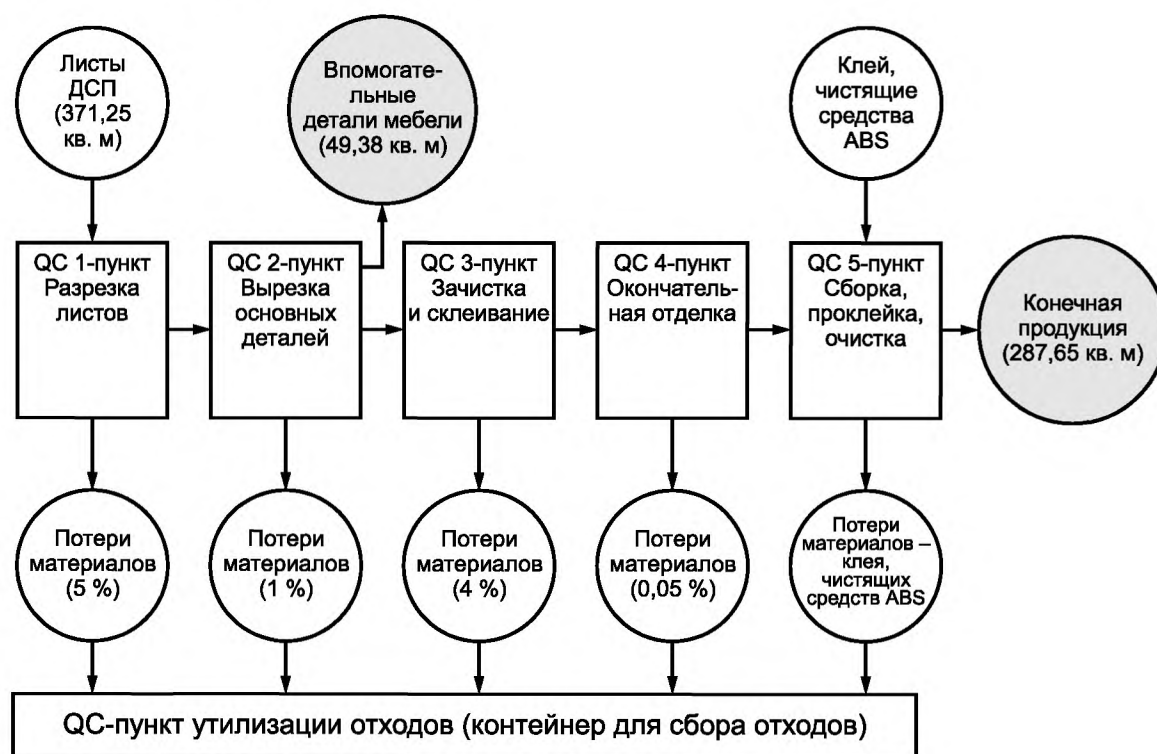 Листы
ДСП
(371,25
кв. м)
Впомогате-
льные
детали мебели
(49,38 кв. м)
Клей,
чистящие
средства
ABS
QC 1-пункт
Разрезка
листов
QC 2-пункт
Вырезка
основных
деталей
QC 3-пункт
Зачистка
и склеивание
QC 4-пункт
Окончатель-
ная отделка
QC 5-пункт
Сборка,
проклейка,
очистка
Конечная
продукция
(287,65 кв. м)
Потери
материалов
(5 %)
Потери
материалов
(1 %)
Потери
материалов
(4 %)
Потери
материалов
(0,05 %)
Потери
материалов –
клея,
чистящих
средств ABS
QC-пункт утилизации отходов (контейнер для сбора отходов)